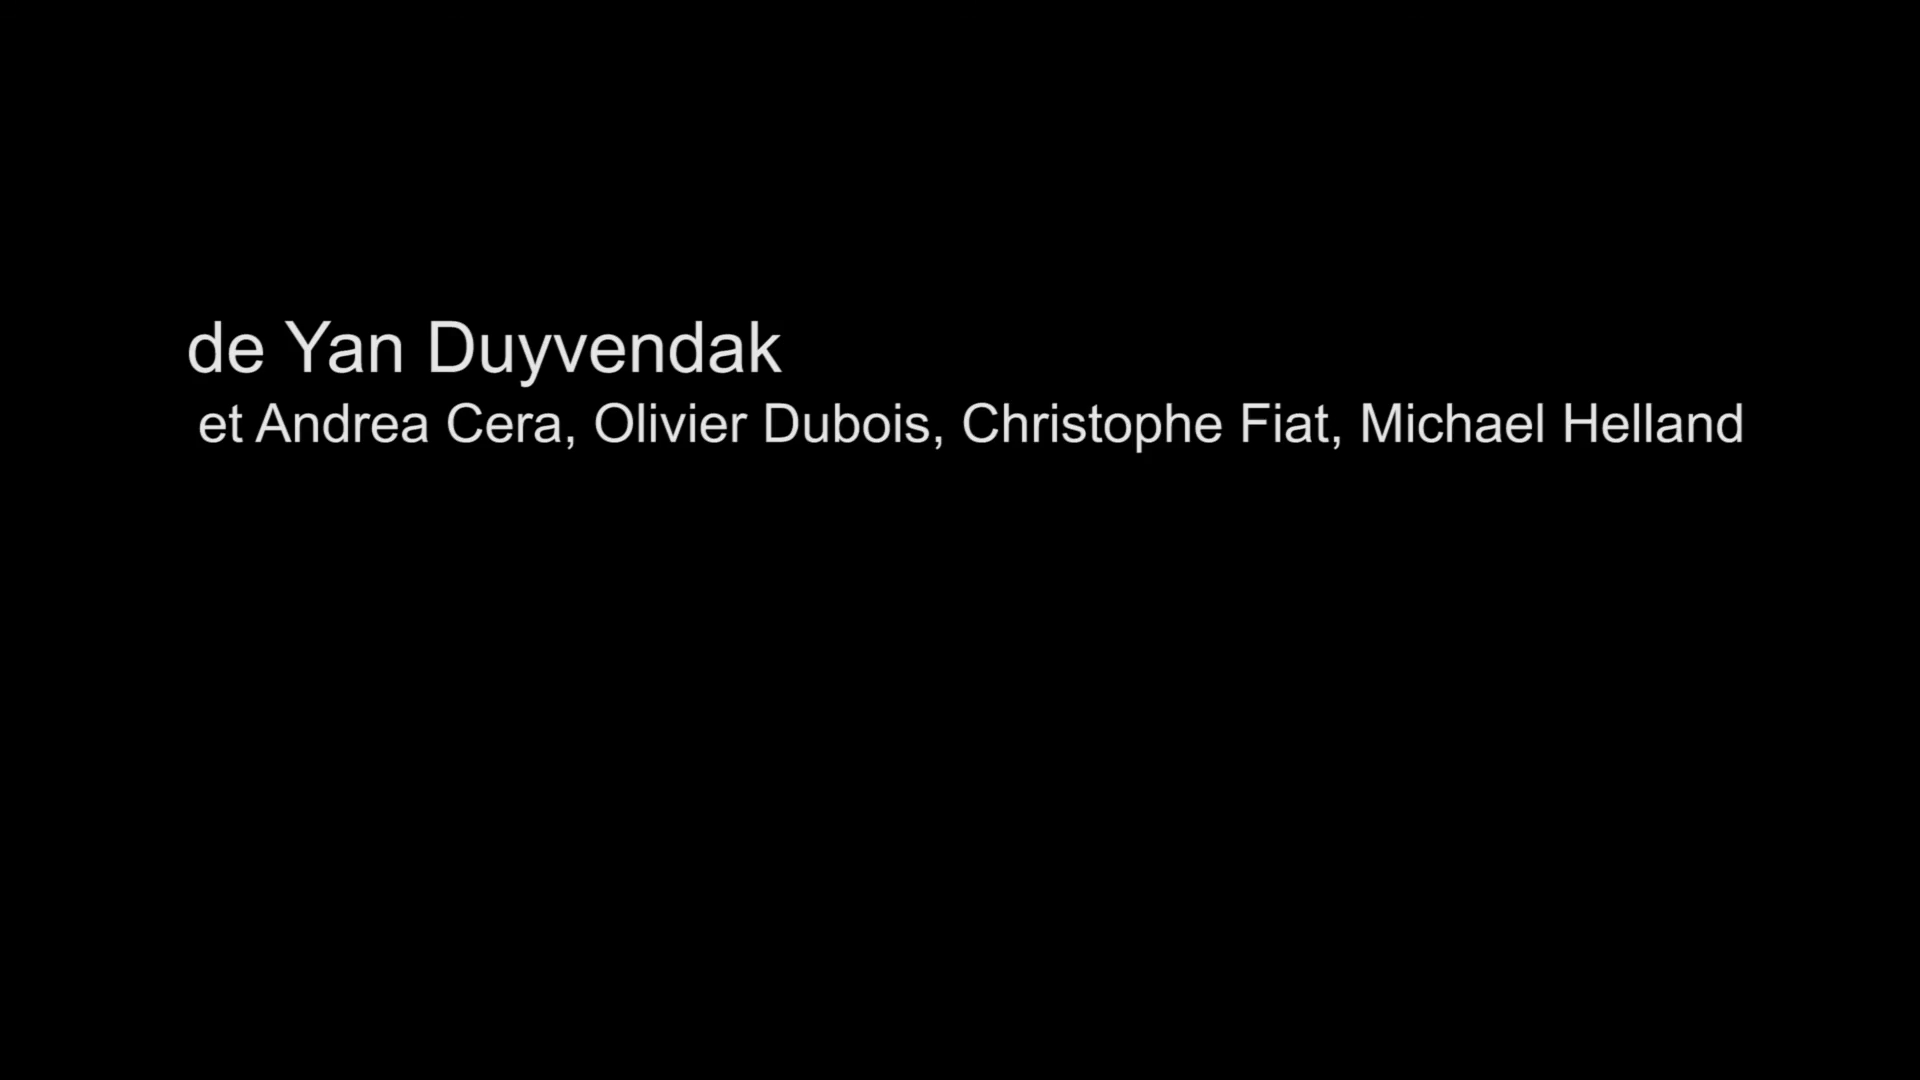 de Yan Duyvendak
et Andrea Cera, Olivier Dubois, Christophe Fiat, Michael Helland